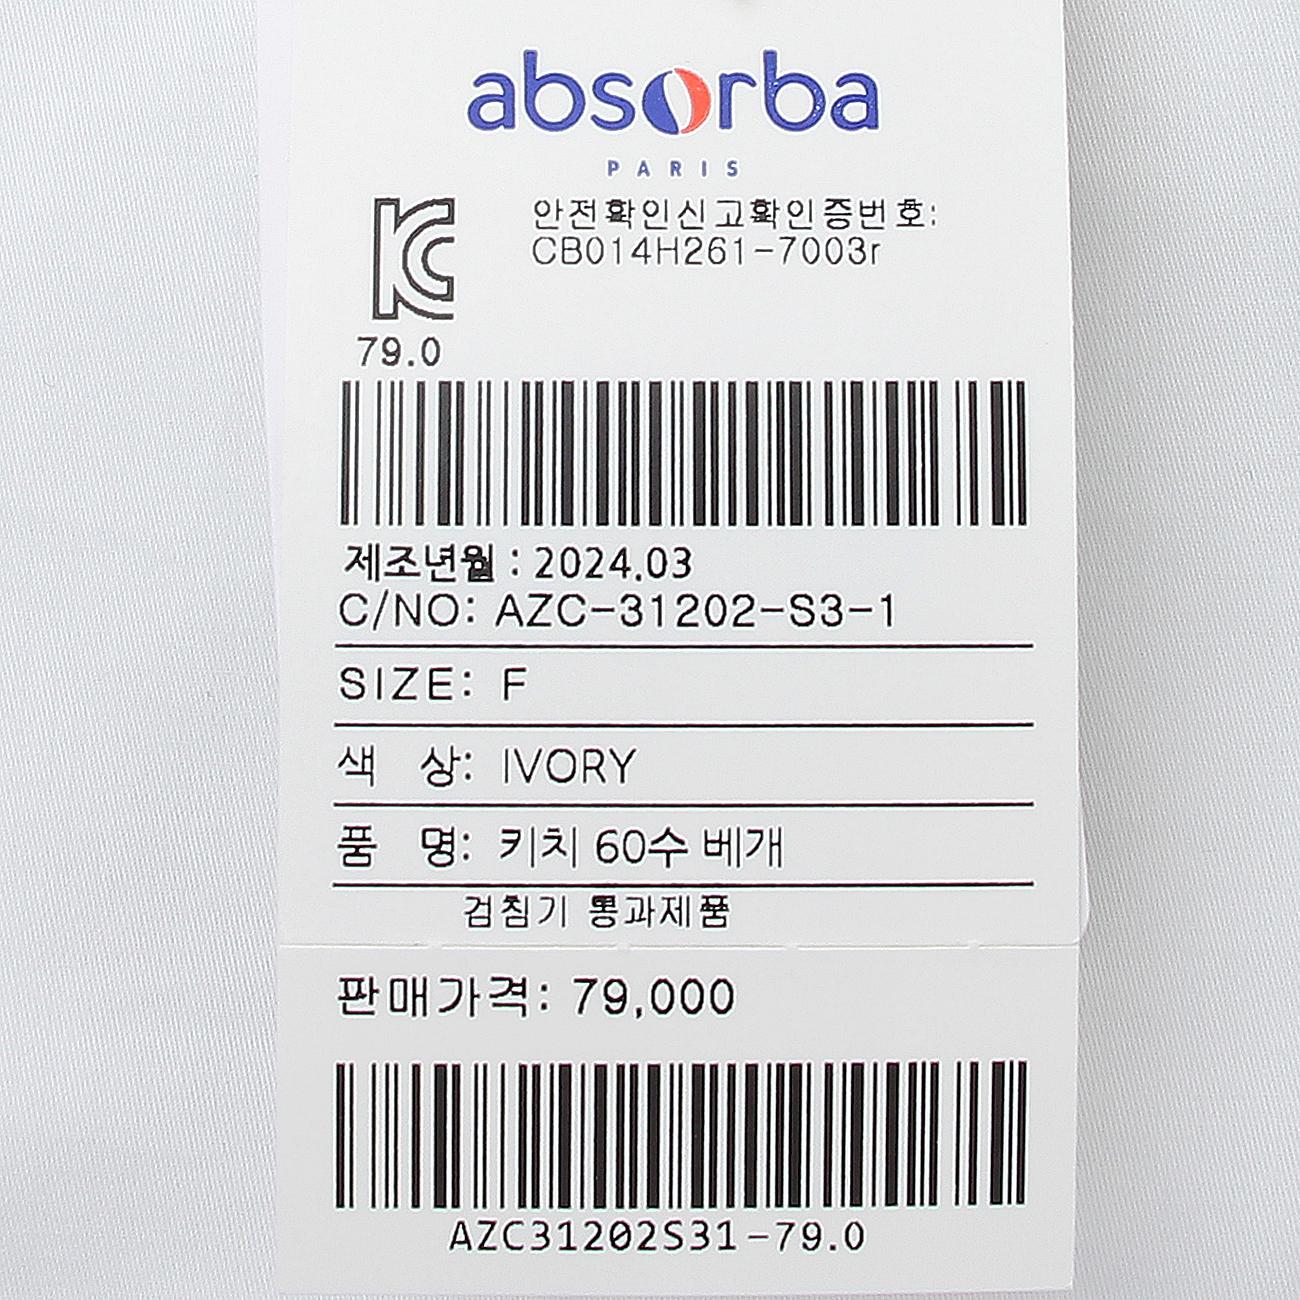 absorba
PARIS
안전확인신고확인증번호:
CB014H261-7003r
79.0
제조년월 : 2024.03
C/NO: AZC-31202-S3-1
SIZE: F
색 상: IVORY
품 명: 키치 60수 베개
검침기 통과제품
판매가격: 79,000
AZC31202S31-79.0